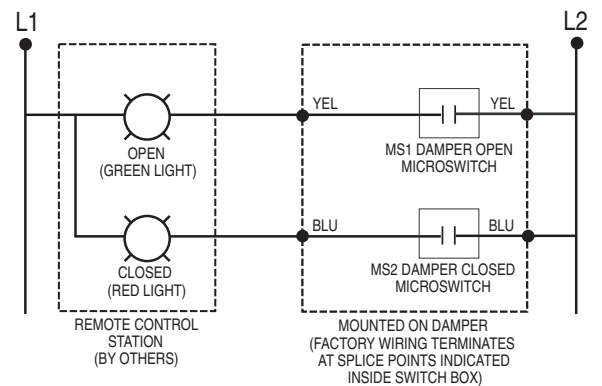 L1
L2
YEL
YEL
OPEN
(GREEN LIGHT)
MS1 DAMPER OPEN
MICROSWITCH
BLU
BLU
CLOSED
(RED LIGHT)
MS2 DAMPER CLOSED
MICROSWITCH
REMOTE CONTROL
STATION
(BY OTHERS)
MOUNTED ON DAMPER
(FACTORY WIRING TERMINATES
AT SPLICE POINTS INDICATED
INSIDE SWITCH BOX)